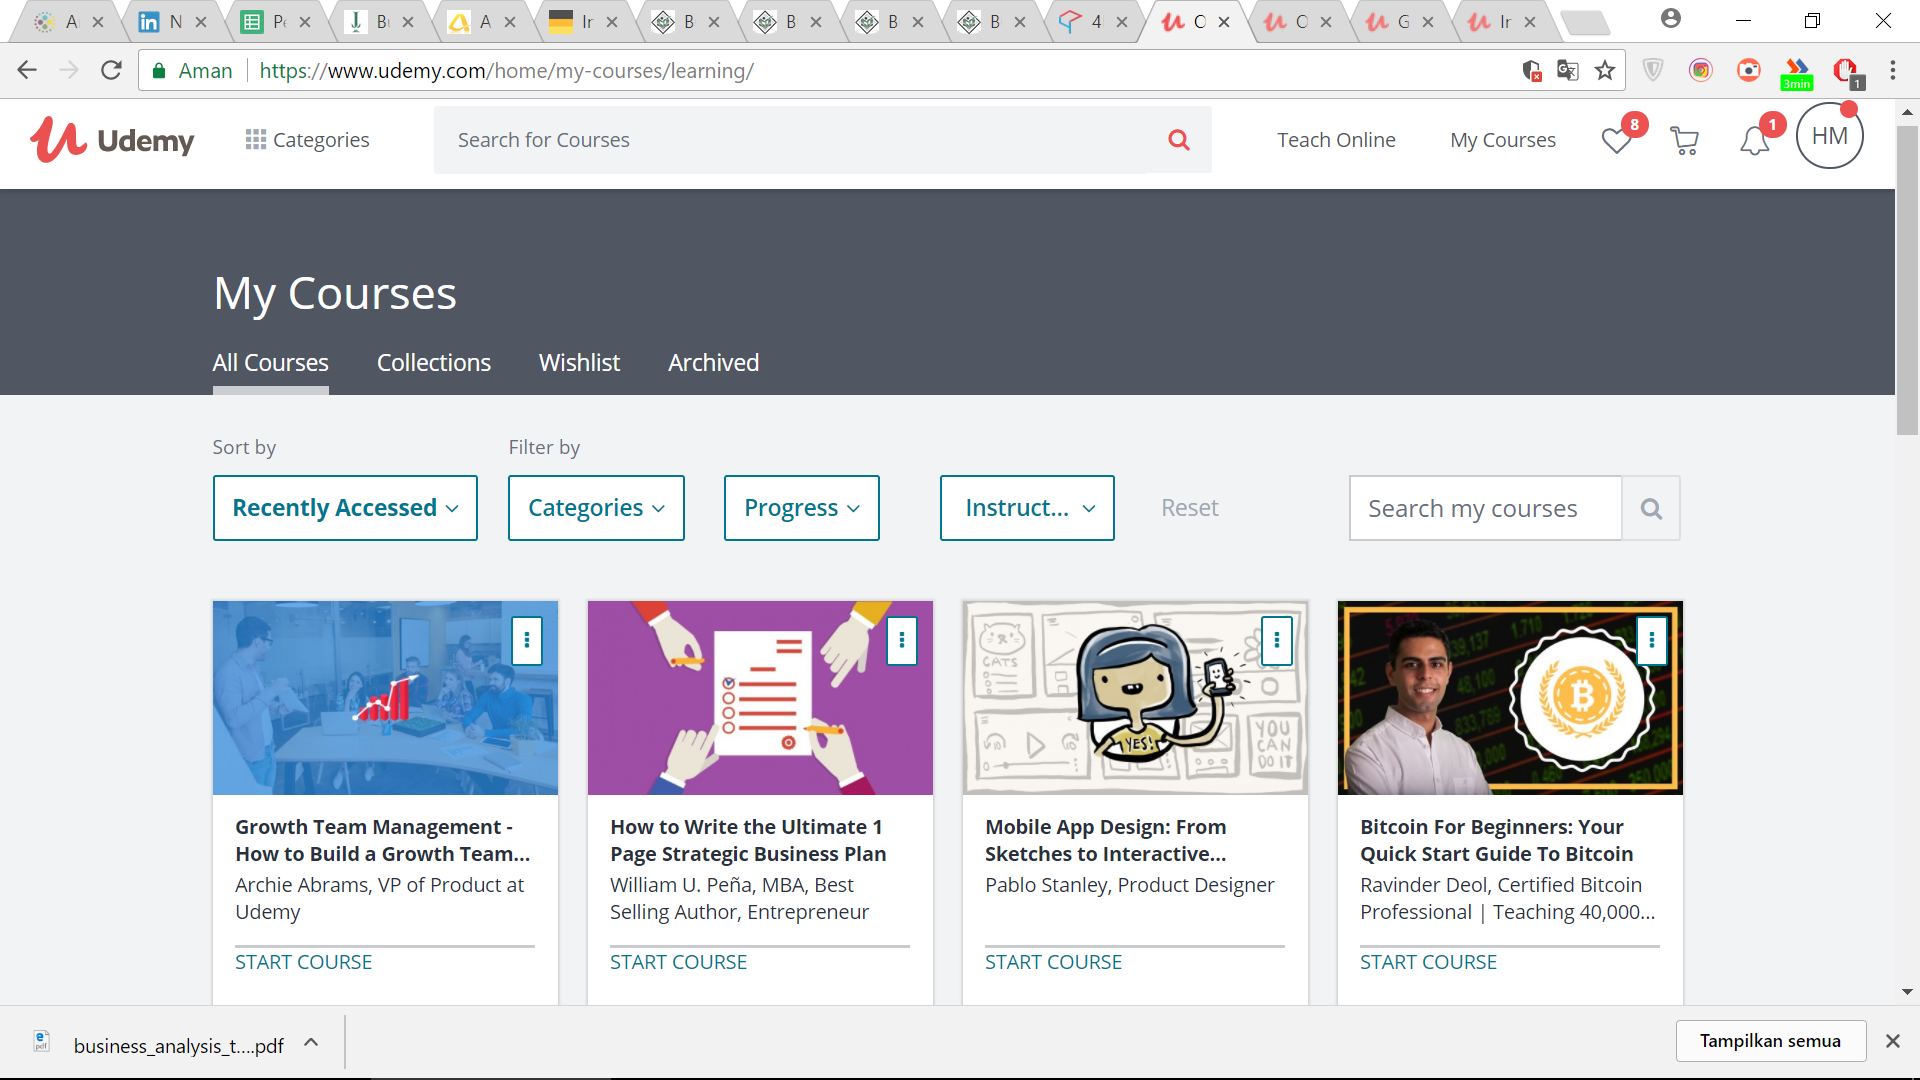 A N Pe Bu A In B B B B 4 O O G In
Aman https://www.udemy.com/home/my-courses/learning/
3min 1
Udemy Categories Search for Courses Teach Online My Courses 8 1 HM
My Courses
All Courses Collections Wishlist Archived
Sort by Filter by
Recently Accessed Categories Progress Instruct... Reset Search my courses
CATS
YES!
YOU
CAN
DO IT
Growth Team Management -
How to Build a Growth Team...
Archie Abrams, VP of Product at
Udemy
START COURSE
How to Write the Ultimate 1
Page Strategic Business Plan
William U. Peña, MBA, Best
Selling Author, Entrepreneur
START COURSE
Mobile App Design: From
Sketches to Interactive...
Pablo Stanley, Product Designer
START COURSE
Bitcoin For Beginners: Your
Quick Start Guide To Bitcoin
Ravinder Deol, Certified Bitcoin
Professional | Teaching 40,000...
START COURSE
business_analysis_t....pdf Tampilkan semua